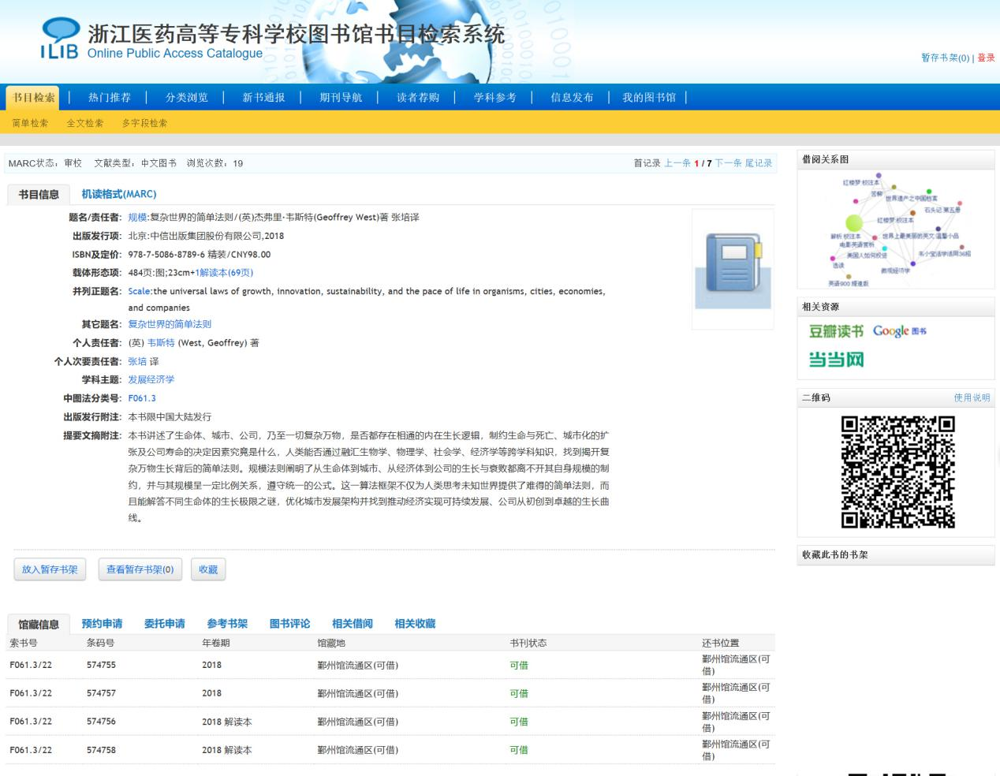 ILIB
浙江医药高等专科学校图书馆书目检索系统
Online Public Access Catalogue
暂存书架(0) | 登录
书目检索 | 热门推荐 | 分类浏览 | 新书通报 | 期刊导航 | 读者荐购 | 学科参考 | 信息发布 | 我的图书馆 |
简单检索 全文检索 多字段检索
MARC状态：审校 文献类型：中文图书 浏览次数：19
首记录 上一条 1 / 7 下一条 尾记录
书目信息 机读格式(MARC)
题名/责任者: 规模:复杂世界的简单法则/(英)杰弗里·韦斯特(Geoffrey West)著 张培译
出版发行项: 北京:中信出版集团股份有限公司,2018
ISBN及定价: 978-7-5086-8789-6 精装/CNY98.00
载体形态项: 484页:图;23cm+1解读本(69页)
并列正题名: Scale:the universal laws of growth, innovation, sustainability, and the pace of life in organisms, cities, economies,
and companies
其它题名: 复杂世界的简单法则
个人责任者: (英) 韦斯特 (West, Geoffrey) 著
个人次要责任者: 张培 译
学科主题: 发展经济学
中图法分类号: F061.3
出版发行附注: 本书限中国大陆发行
提要文摘附注: 本书讲述了生命体、城市、公司，乃至一切复杂万物，是否都存在相通的内在生长逻辑，制约生命与死亡、城市化的扩
张及公司寿命的决定因素究竟是什么，人类能否通过融汇生物学、物理学、社会学、经济学等跨学科知识，找到揭开复
杂万物生长背后的简单法则。规模法则阐明了从生命体到城市、从经济体到公司的生长与衰败都离不开其自身规模的制
约，并与其规模呈一定比例关系，遵守统一的公式。这一算法框架不仅为人类思考未知世界提供了难得的简单法则，而
且能解答不同生命体的生长极限之谜，优化城市发展架构并找到推动经济实现可持续发展、公司从初创到卓越的生长曲
线。
放入暂存书架 查看暂存书架(0) 收藏
馆藏信息 预约申请 委托申请 参考书架 图书评论 相关借阅 相关收藏
索书号 条码号 年卷期 馆藏地 书刊状态 还书位置
F061.3/22 574755 2018 鄞州馆流通区(可借) 可借 鄞州馆流通区(可
借)
F061.3/22 574757 2018 鄞州馆流通区(可借) 可借 鄞州馆流通区(可
借)
F061.3/22 574756 2018 解读本 鄞州馆流通区(可借) 可借 鄞州馆流通区(可
借)
F061.3/22 574758 2018 解读本 鄞州馆流通区(可借) 可借 鄞州馆流通区(可
借)
借阅关系图
红楼梦:校注本
苦鲜
世界遗产之中国档案
石头记 第五册
红楼梦:校注本
解析:校注本
世界上最美丽的英文:温馨小品
电影英语赏析
美国人如何投资
韦小宝活学活用36招
选读
微观经济学
英语900 提速版
相关资源
豆瓣读书 Google 图书
当当网
二维码 使用说明
收藏此书的书架